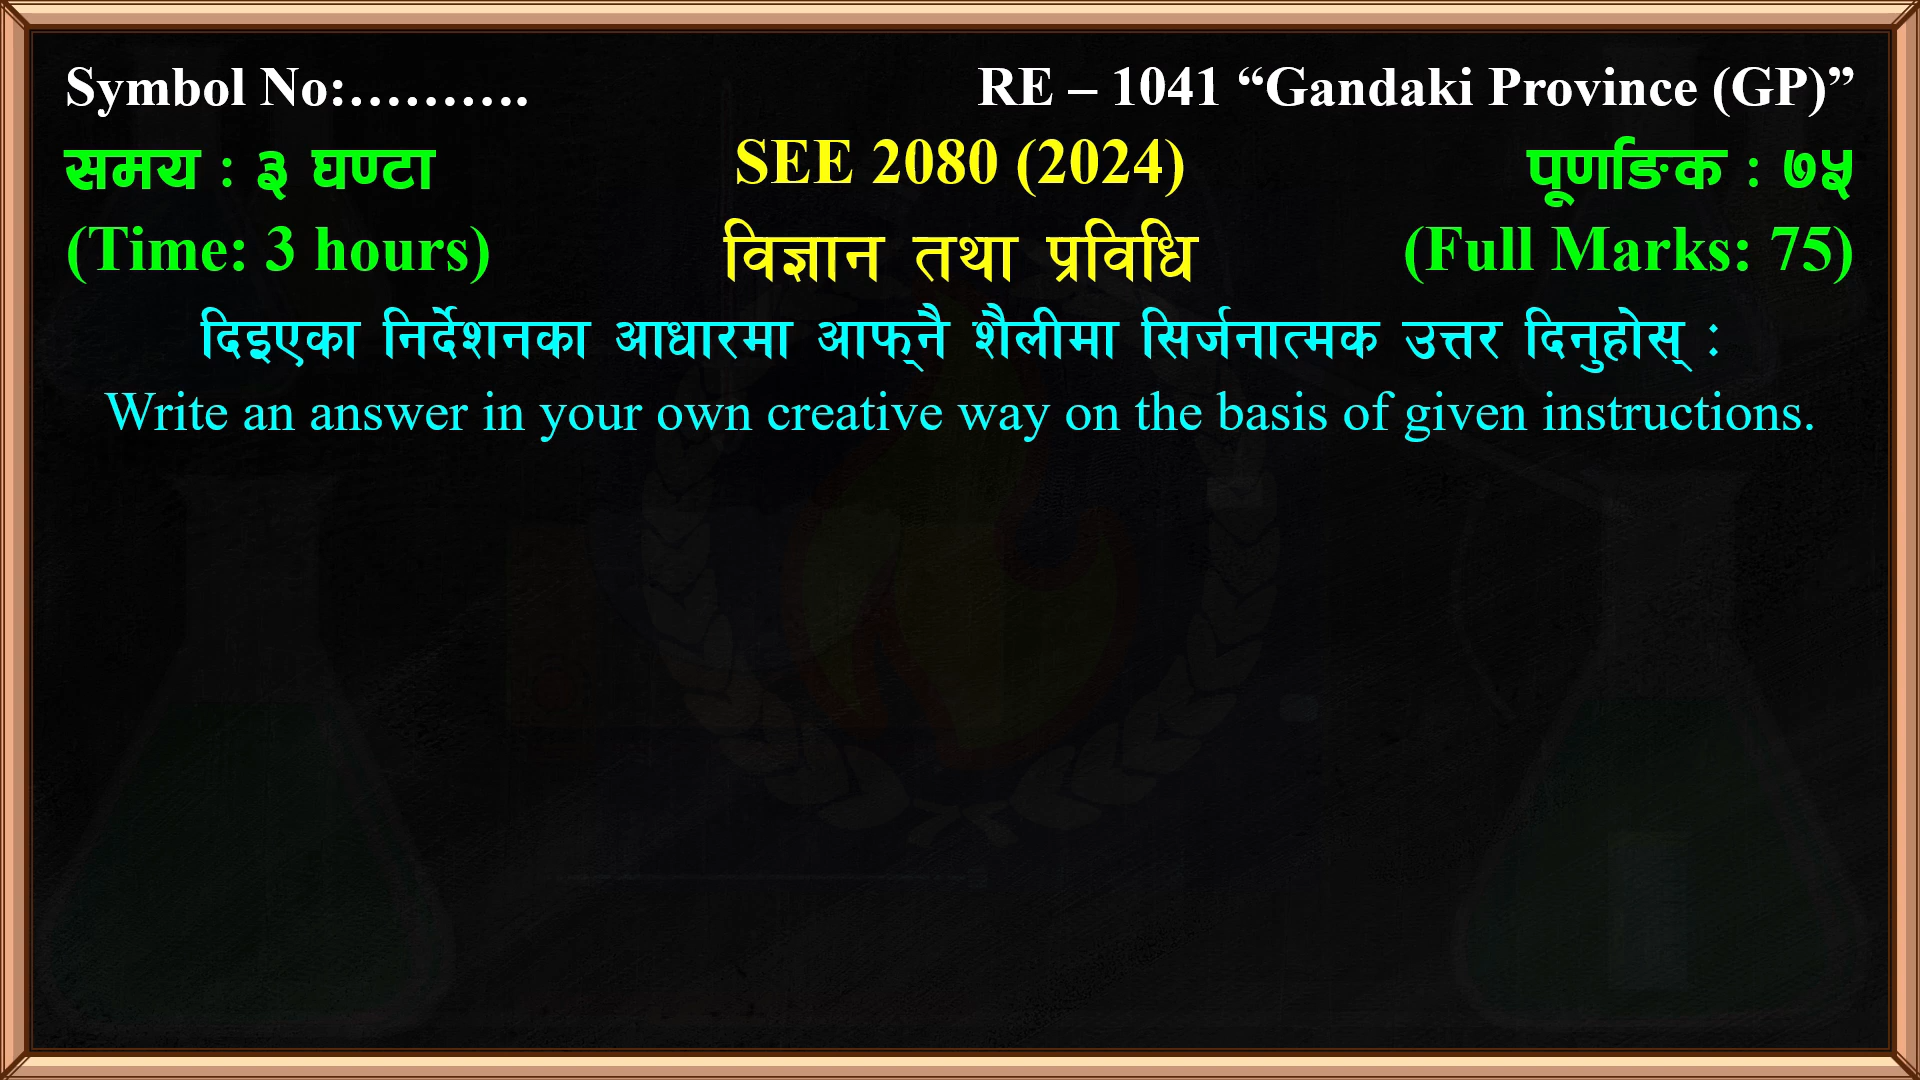 Symbol No:………. RE – 1041 “Gandaki Province (GP)”
समय : ३ घण्टा SEE 2080 (2024) पूर्णाङक : ७५
(Time: 3 hours) विज्ञान तथा प्रविधि (Full Marks: 75)
दिइएका निर्देशनका आधारमा आफ्नै शैलीमा सिर्जनात्मक उत्तर दिनुहोस् :
Write an answer in your own creative way on the basis of given instructions.